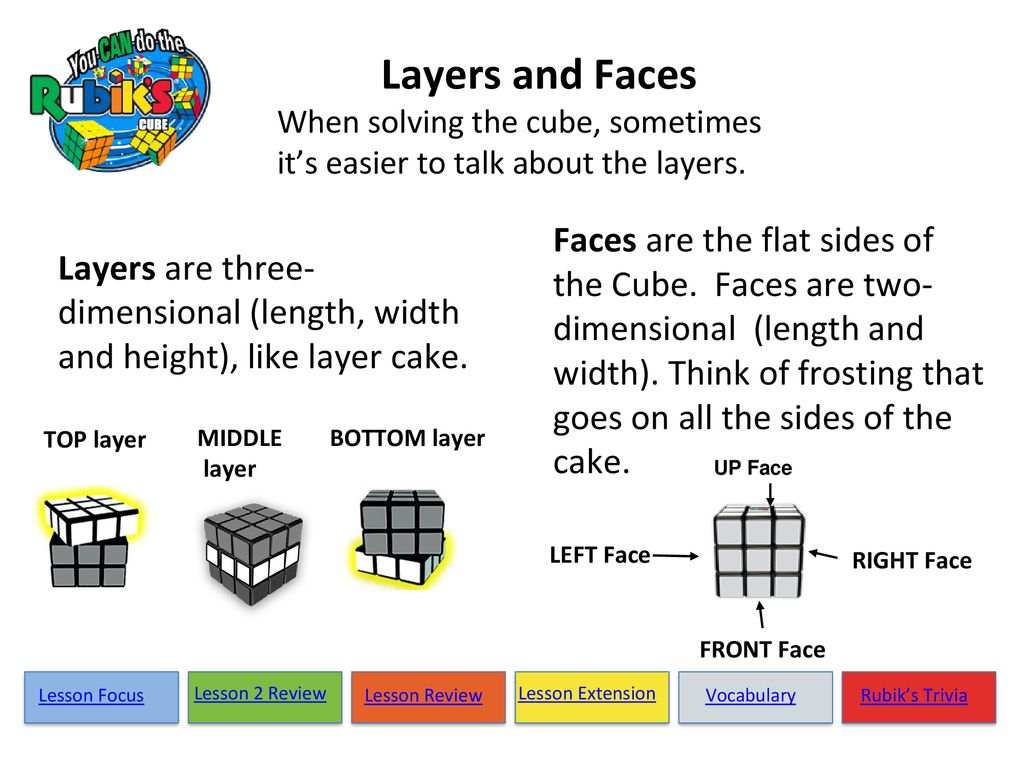 You CAN do the
Rubik's
CUBE
Layers and Faces
When solving the cube, sometimes
it’s easier to talk about the layers.
Layers are three-
dimensional (length, width
and height), like layer cake.
TOP layer
MIDDLE
layer
BOTTOM layer
Faces are the flat sides of
the Cube.  Faces are two-
dimensional  (length and
width). Think of frosting that
goes on all the sides of the
cake.
UP Face
LEFT Face
RIGHT Face
FRONT Face
Lesson Focus
Lesson 2 Review
Lesson Review
Lesson Extension
Vocabulary
Rubik’s Trivia